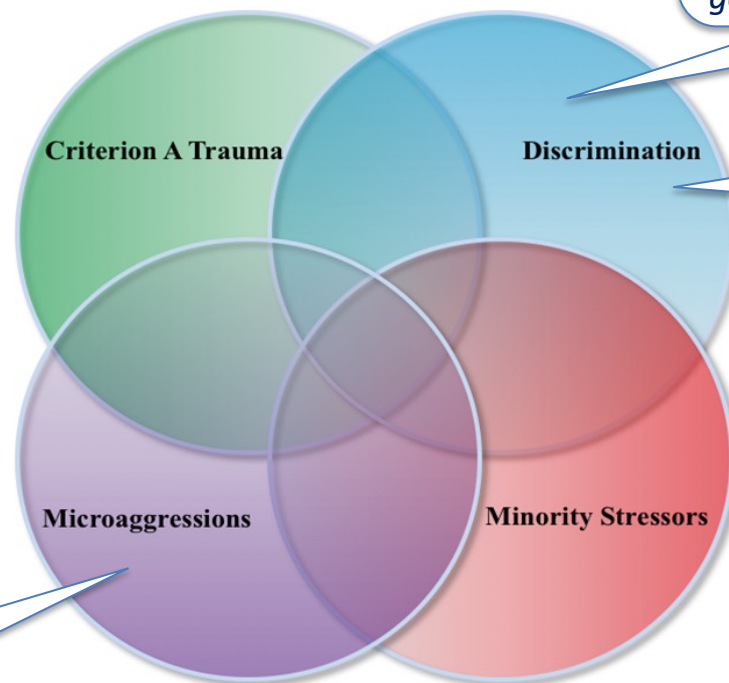 Criterion A Trauma
Discrimination
Microaggressions
Minority Stressors